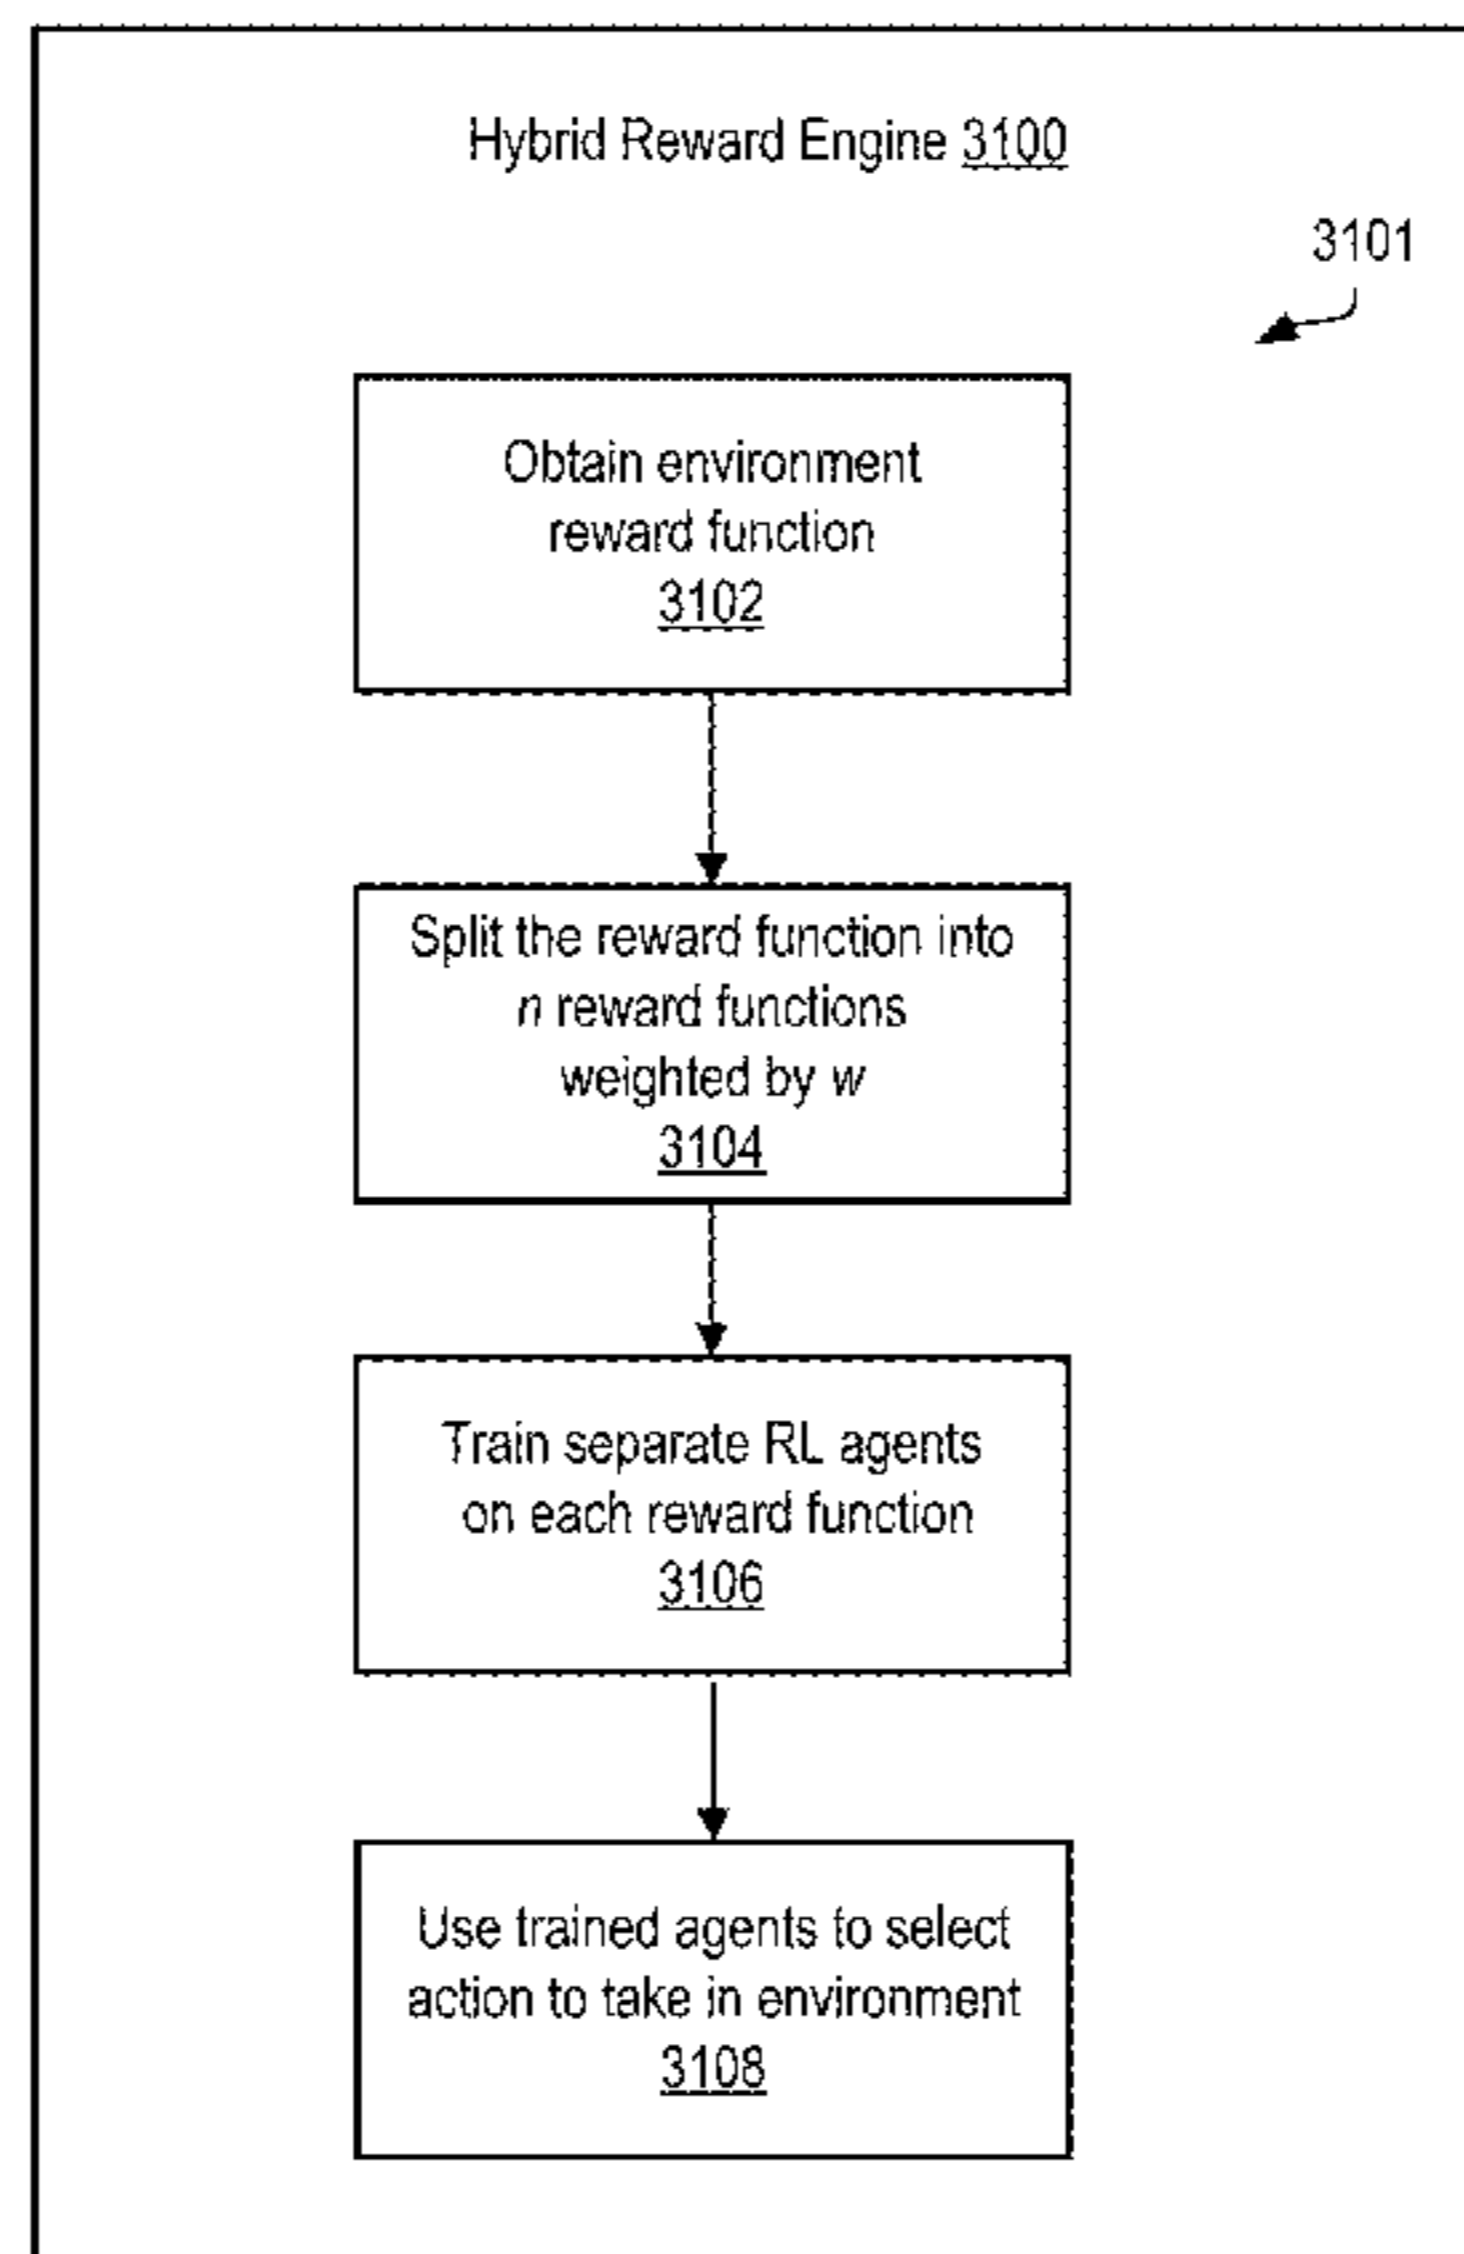 Hybrid Reward Engine 3100
3101
Obtain environment
reward function
3102
Split the reward function into
n reward functions
weighted by w
3104
Train separate RL agents
on each reward function
3106
Use trained agents to select
action to take in environment
3108